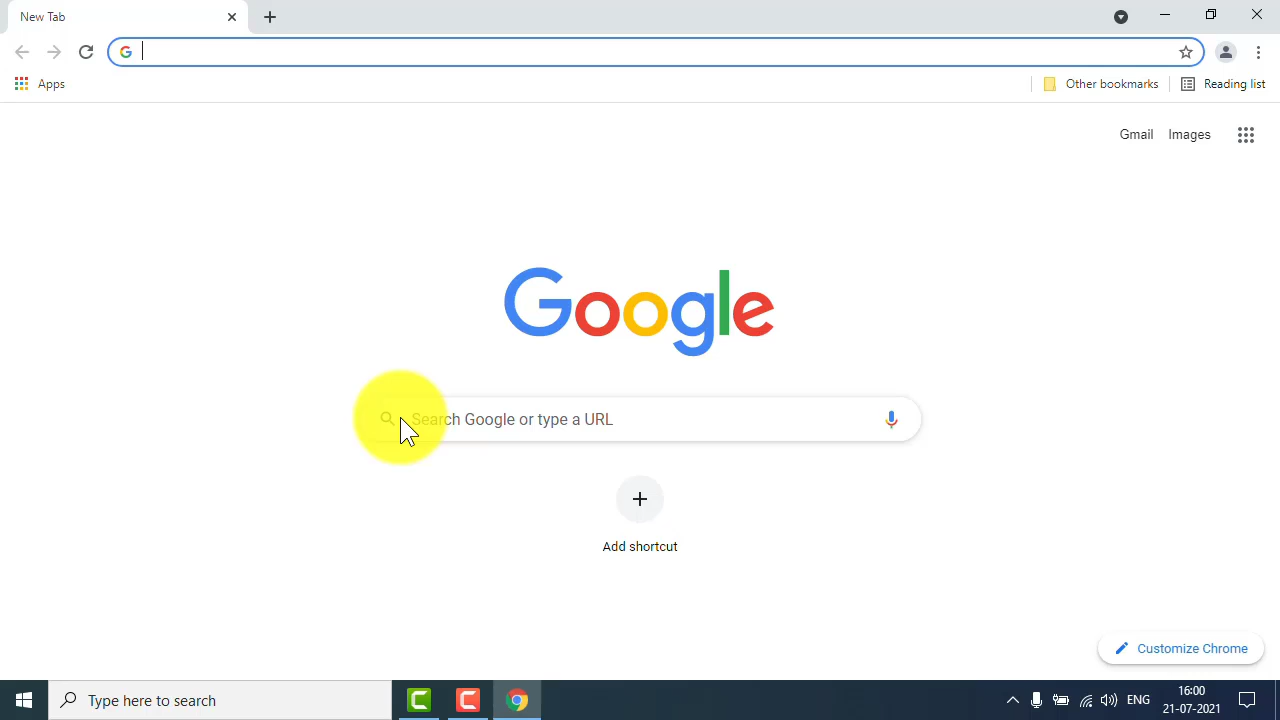 New Tab
Apps
Other bookmarks
Reading list
Gmail Images
Google
Search Google or type a URL
Add shortcut
Customize Chrome
Type here to search
ENG
16:00
21-07-2021